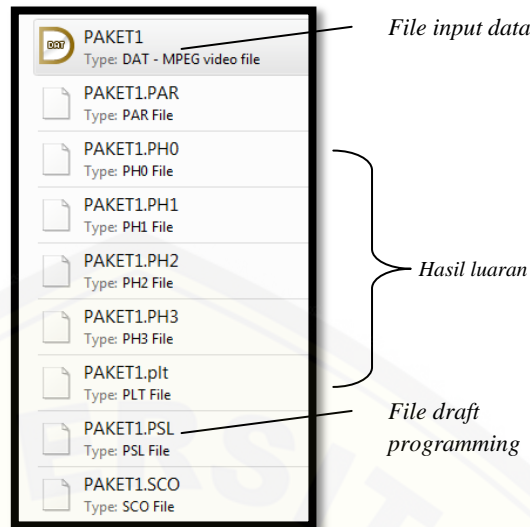 PAKET1
DAT
Type: DAT - MPEG video file
PAKET1.PAR
Type: PAR File
PAKET1.PH0
Type: PH0 File
PAKET1.PH1
Type: PH1 File
PAKET1.PH2
Type: PH2 File
PAKET1.PH3
Type: PH3 File
PAKET1.plt
Type: PLT File
PAKET1.PSL
Type: PSL File
PAKET1.SCO
Type: SCO File
File input data
Hasil luaran
File draft
programming